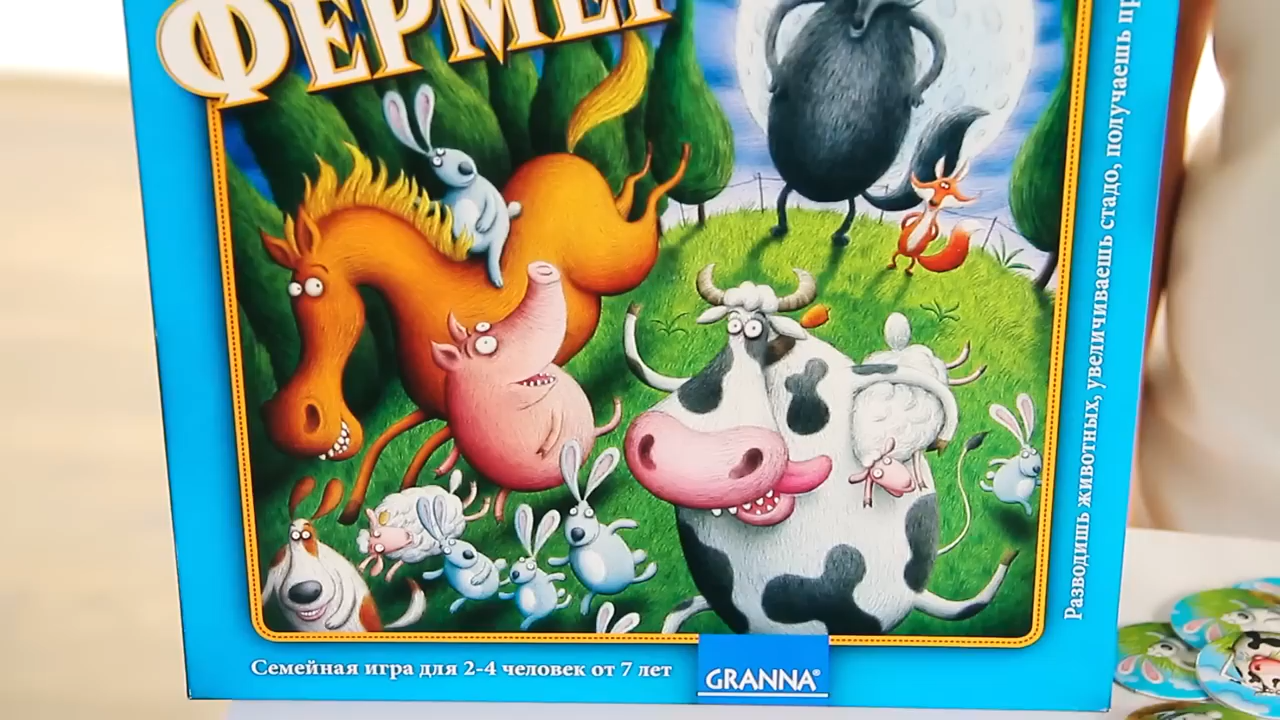 ФЕРМЕР
Разводишь животных, увеличиваешь стадо, получаешь
Семейная игра для 2-4 человек от 7 лет
GRANNA